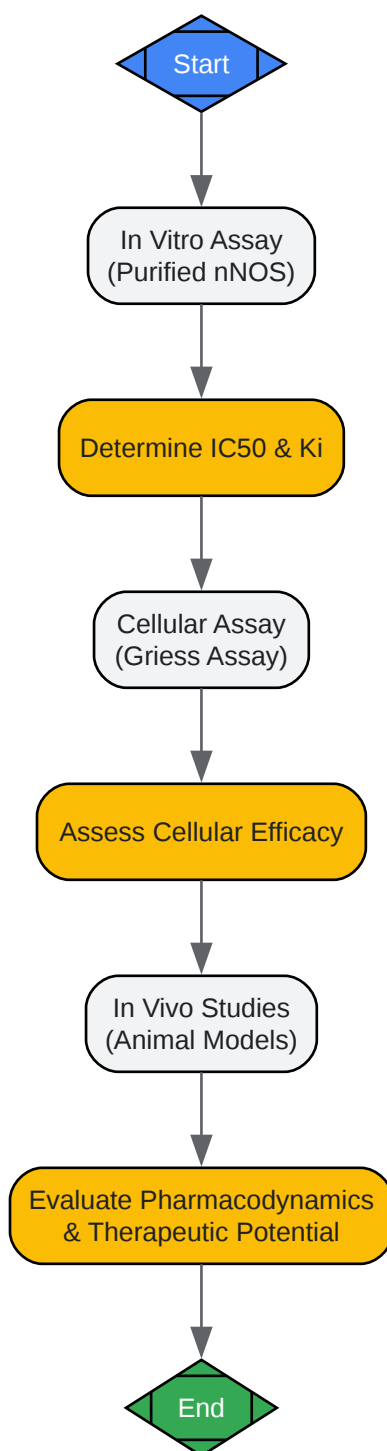 Start
In Vitro Assay
(Purified nNOS)
Determine IC50 & Ki
Cellular Assay
(Griess Assay)
Assess Cellular Efficacy
In Vivo Studies
(Animal Models)
Evaluate Pharmacodynamics
& Therapeutic Potential
End